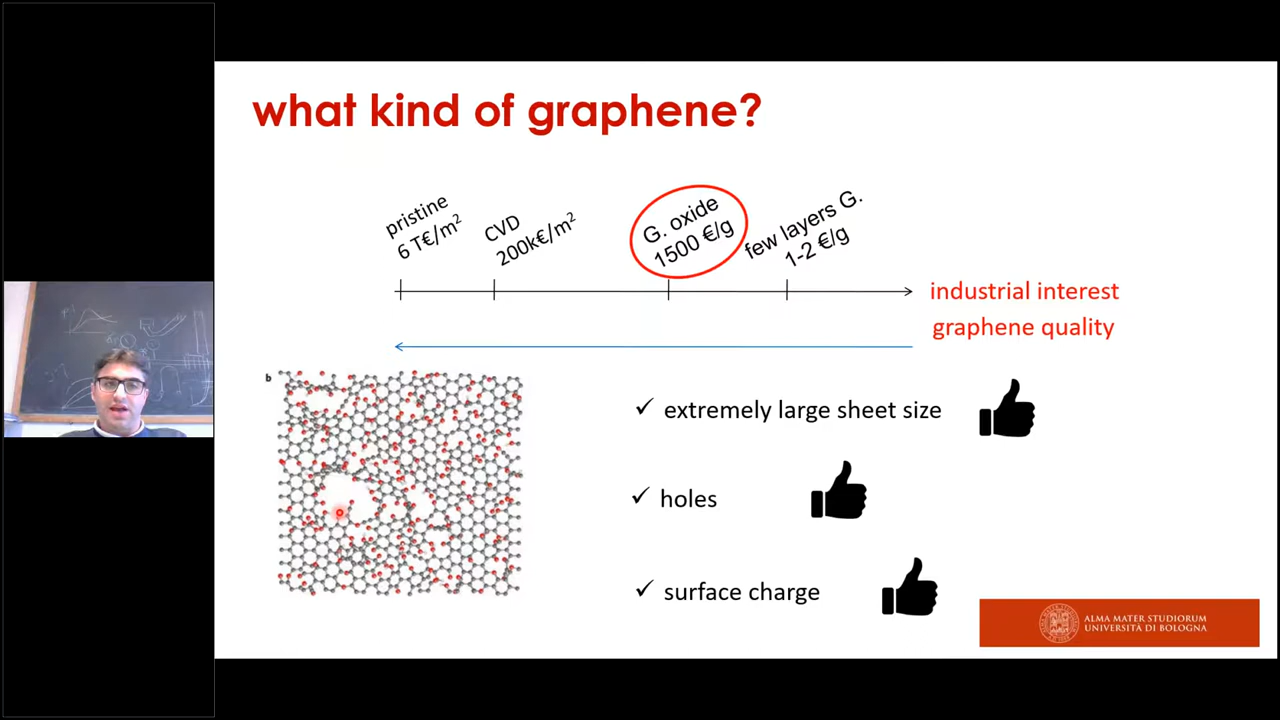 what kind of graphene?
pristine
6 T€/m²
CVD
200k€/m²
G. oxide
1500 €/g
few layers G.
1-2 €/g
industrial interest
graphene quality
b
✓ extremely large sheet size
✓ holes
✓ surface charge
ALMA MATER STUDIORUM
UNIVERSITÀ DI BOLOGNA